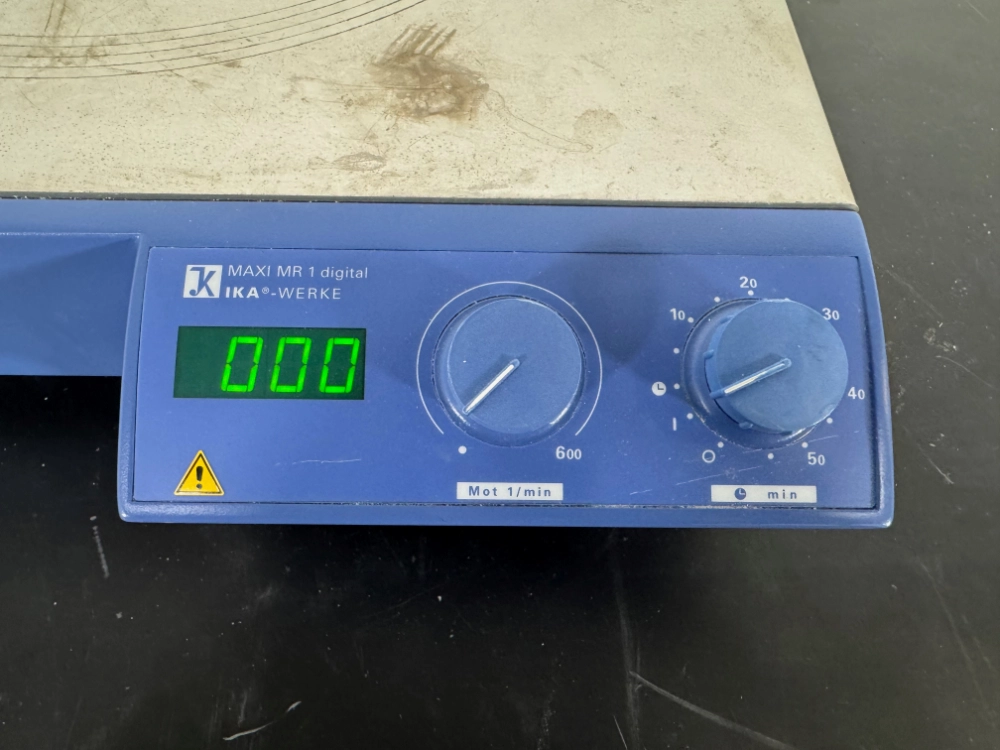 MAXI MR 1 digital
IKA®-WERKE
000
600
Mot 1/min
10
20
30
40
50
I
O
min